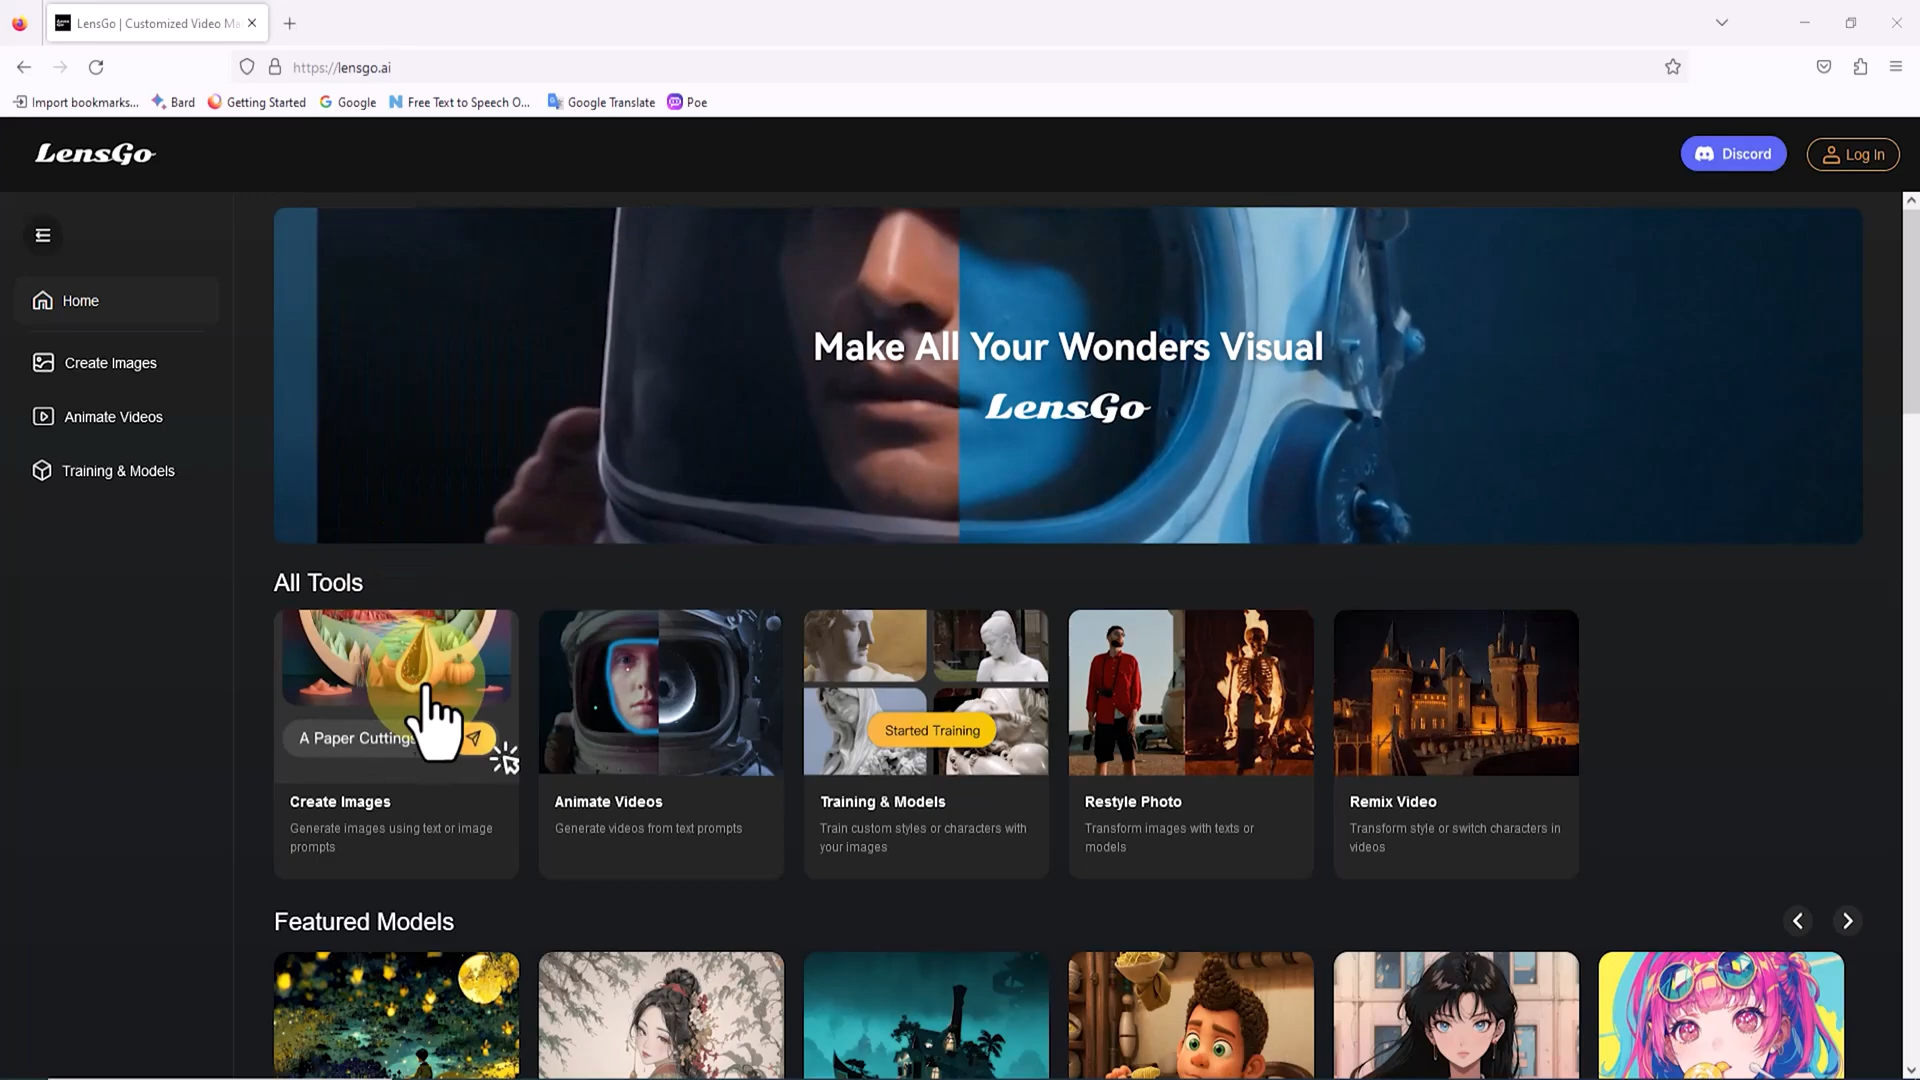 LensGo | Customized Video Ma
https://lensgo.ai
Import bookmarks...
Bard
Getting Started
Google
Free Text to Speech O...
Google Translate
Poe
LensGo
Discord
Log In
Home
Create Images
Animate Videos
Training & Models
Make All Your Wonders Visual
LensGo
All Tools
A Paper Cuttings
Started Training
Create Images
Generate images using text or image
prompts
Animate Videos
Generate videos from text prompts
Training & Models
Train custom styles or characters with
your images
Restyle Photo
Transform images with texts or
models
Remix Video
Transform style or switch characters in
videos
Featured Models